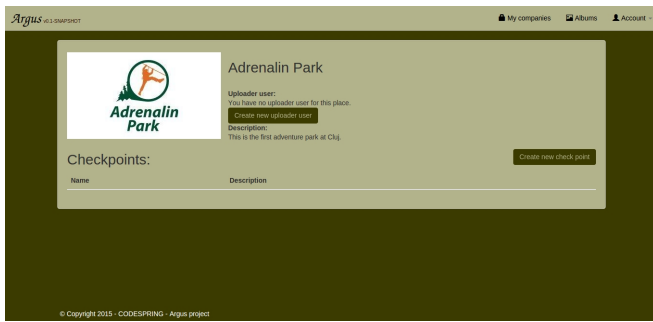 Argus v0.1-SNAPSHOT
My companies Albums Account
Adrenalin Park
Adrenalin
Park
Uploader user:
You have no uploader user for this place.
Create new uploader user
Description:
This is the first adventure park at Cluj.
Checkpoints:
Create new check point
Name Description
© Copyright 2015 - CODESPRING - Argus project